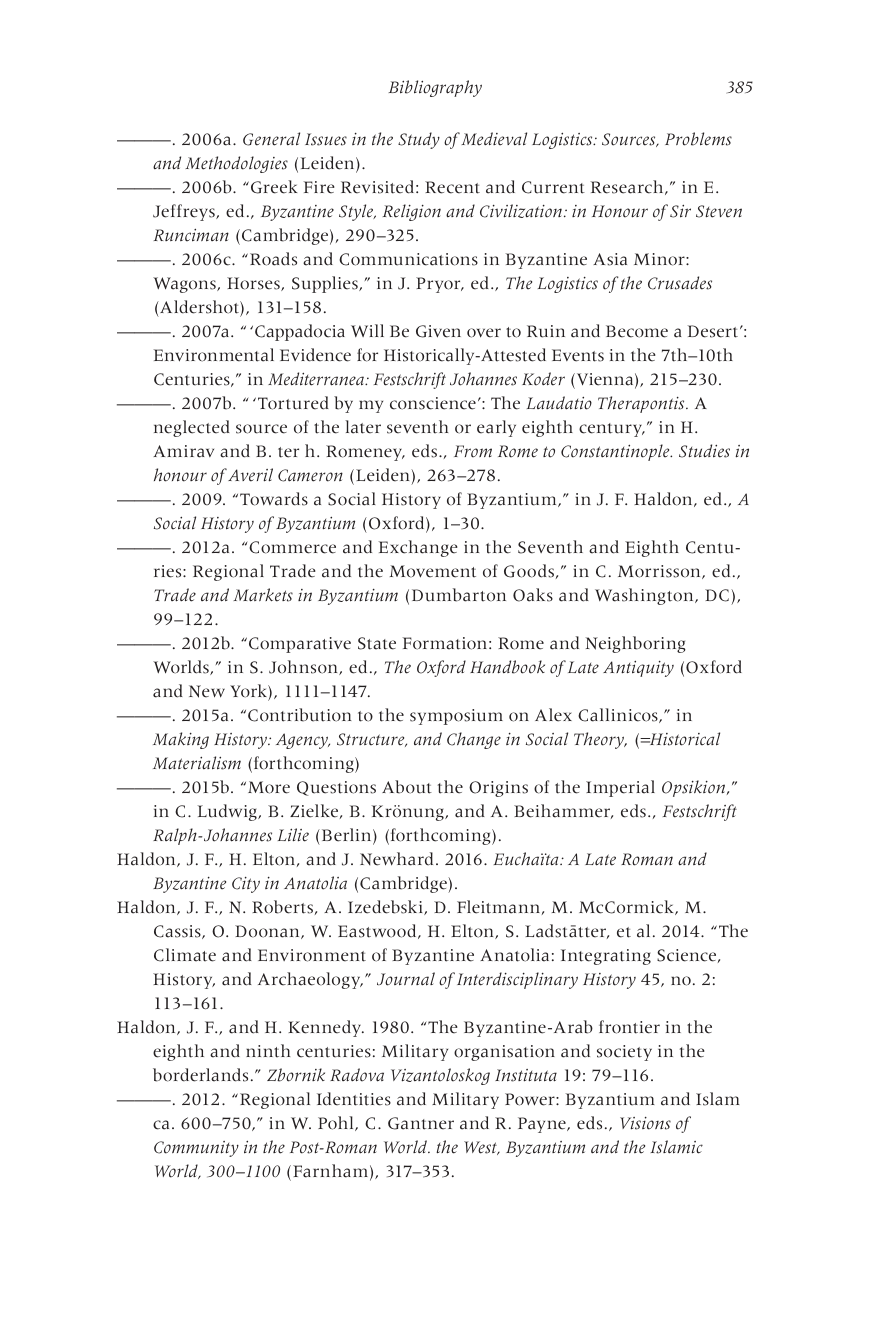 Bibliography 385
———. 2006a. General Issues in the Study of Medieval Logistics: Sources, Problems
and Methodologies (Leiden).
———. 2006b. “Greek Fire Revisited: Recent and Current Research,” in E.
Jeffreys, ed., Byzantine Style, Religion and Civilization: in Honour of Sir Steven
Runciman (Cambridge), 290–325.
———. 2006c. “Roads and Communications in Byzantine Asia Minor:
Wagons, Horses, Supplies,” in J. Pryor, ed., The Logistics of the Crusades
(Aldershot), 131–158.
———. 2007a. “ ‘Cappadocia Will Be Given over to Ruin and Become a Desert’:
Environmental Evidence for Historically-Attested Events in the 7th–10th
Centuries,” in Mediterranea: Festschrift Johannes Koder (Vienna), 215–230.
———. 2007b. “ ‘Tortured by my conscience’: The Laudatio Therapontis. A
neglected source of the later seventh or early eighth century,” in H.
Amirav and B. ter h. Romeney, eds., From Rome to Constantinople. Studies in
honour of Averil Cameron (Leiden), 263–278.
———. 2009. “Towards a Social History of Byzantium,” in J. F. Haldon, ed., A
Social History of Byzantium (Oxford), 1–30.
———. 2012a. “Commerce and Exchange in the Seventh and Eighth Centu-
ries: Regional Trade and the Movement of Goods,” in C. Morrisson, ed.,
Trade and Markets in Byzantium (Dumbarton Oaks and Washington, DC),
99–122.
———. 2012b. “Comparative State Formation: Rome and Neighboring
Worlds,” in S. Johnson, ed., The Oxford Handbook of Late Antiquity (Oxford
and New York), 1111–1147.
———. 2015a. “Contribution to the symposium on Alex Callinicos,” in
Making History: Agency, Structure, and Change in Social Theory, (=Historical
Materialism (forthcoming)
———. 2015b. “More Questions About the Origins of the Imperial Opsikion,”
in C. Ludwig, B. Zielke, B. Krönung, and A. Beihammer, eds., Festschrift
Ralph-Johannes Lilie (Berlin) (forthcoming).
Haldon, J. F., H. Elton, and J. Newhard. 2016. Euchaïta: A Late Roman and
Byzantine City in Anatolia (Cambridge).
Haldon, J. F., N. Roberts, A. Izedebski, D. Fleitmann, M. McCormick, M.
Cassis, O. Doonan, W. Eastwood, H. Elton, S. Ladstātter, et al. 2014. “The
Climate and Environment of Byzantine Anatolia: Integrating Science,
History, and Archaeology,” Journal of Interdisciplinary History 45, no. 2:
113–161.
Haldon, J. F., and H. Kennedy. 1980. “The Byzantine-Arab frontier in the
eighth and ninth centuries: Military organisation and society in the
borderlands.” Zbornik Radova Vizantoloskog Instituta 19: 79–116.
———. 2012. “Regional Identities and Military Power: Byzantium and Islam
ca. 600–750,” in W. Pohl, C. Gantner and R. Payne, eds., Visions of
Community in the Post-Roman World. the West, Byzantium and the Islamic
World, 300–1100 (Farnham), 317–353.